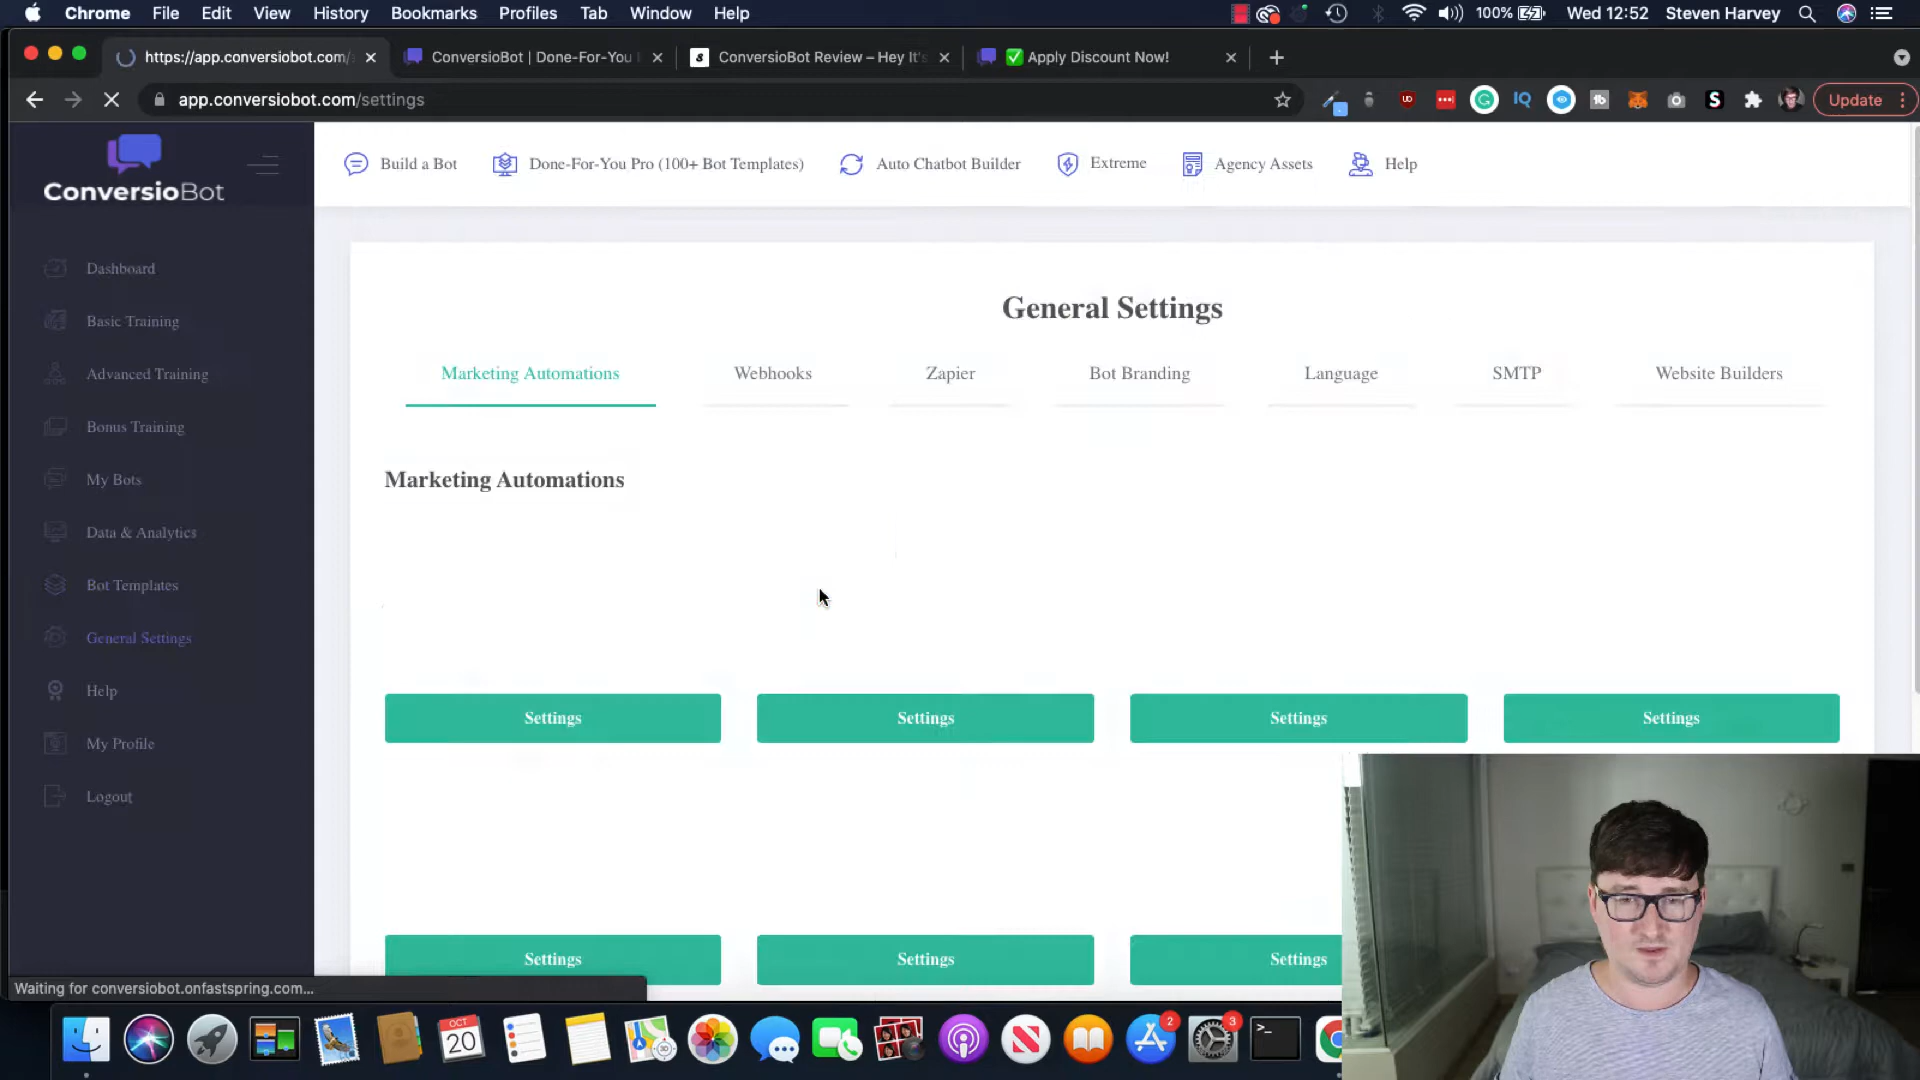 Chrome File Edit View History Bookmarks Profiles Tab Window Help 100% Wed 12:52 Steven Harvey
https://app.conversiobot.com/ ConversioBot | Done-For-You ConversioBot Review – Hey It's Apply Discount Now!
app.conversiobot.com/settings Update
ConversioBot
Build a Bot Done-For-You Pro (100+ Bot Templates) Auto Chatbot Builder Extreme Agency Assets Help
Dashboard
Basic Training
Advanced Training
Bonus Training
My Bots
Data & Analytics
Bot Templates
General Settings
Help
My Profile
Logout
General Settings
Marketing Automations Webhooks Zapier Bot Branding Language SMTP Website Builders
Marketing Automations
Settings Settings Settings Settings
Settings Settings Settings
Waiting for conversiobot.onfastspring.com...
OCT
20
2
3